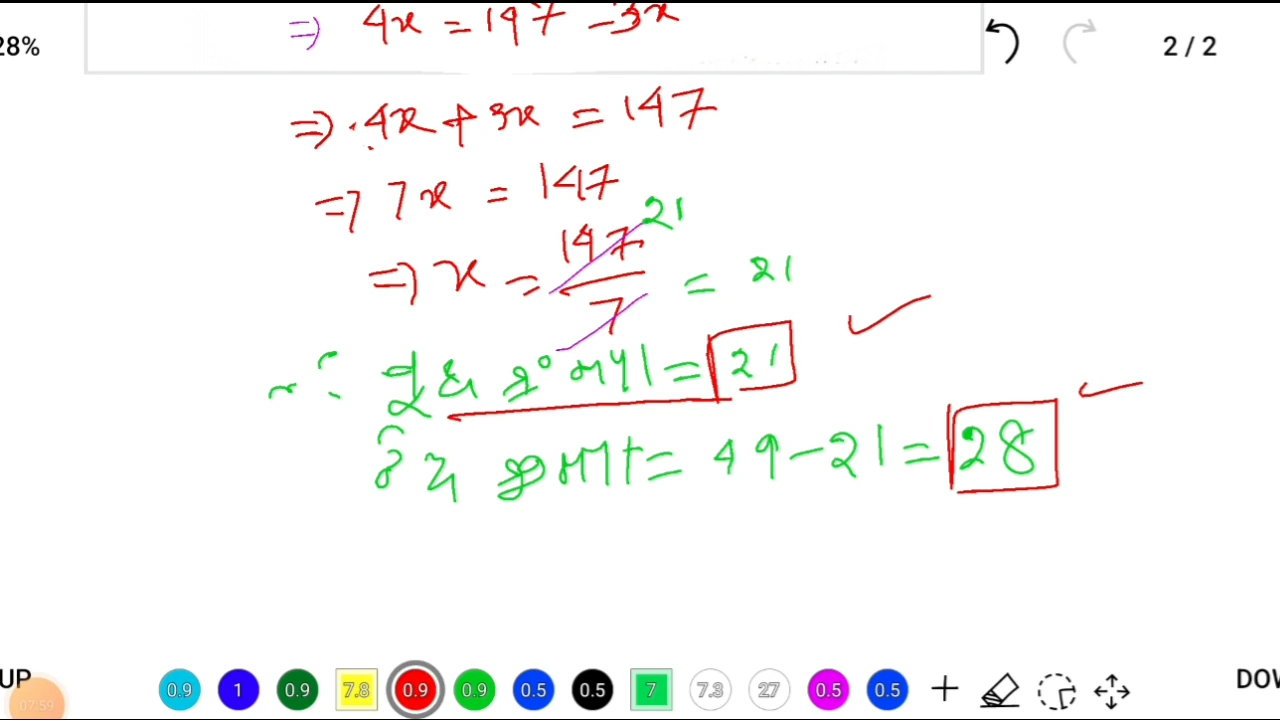 28%
2 / 2
⇒ 4x = 147 - 3x
⇒ 4x + 3x = 147
⇒ 7x = 147
⇒ x = 147/7 21 = 21
∴ = 21
= 49 - 21 = 28
UP
DOW
7:59
0.9 1 0.9 7.8 0.9 0.9 0.5 0.5 7 7.3 27 0.5 0.5